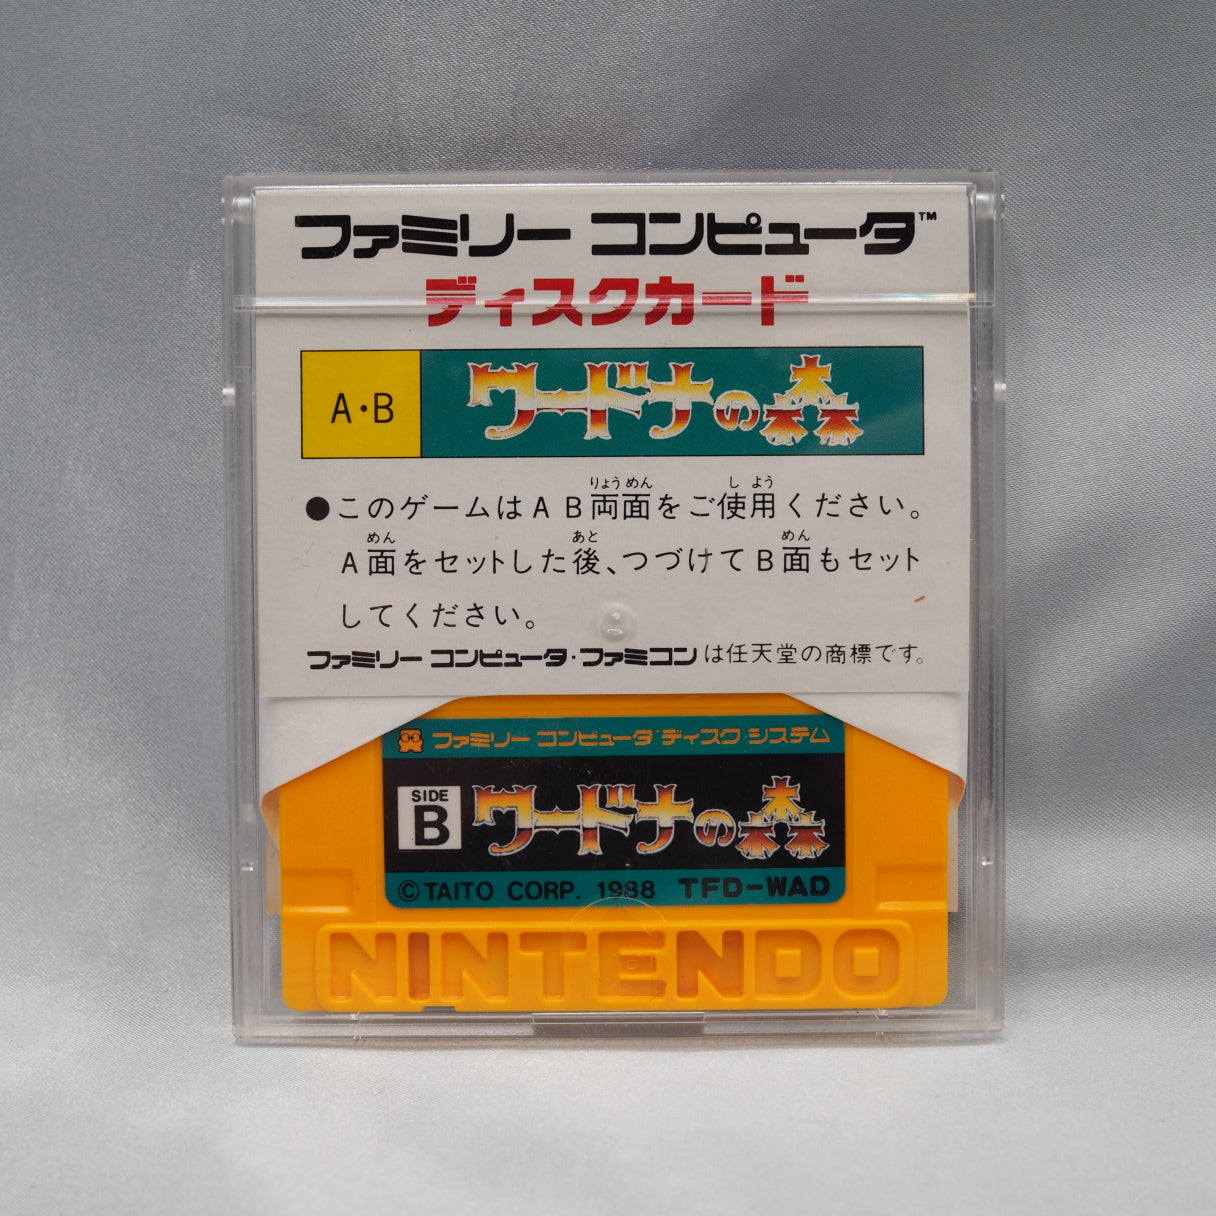 ファミリー コンピュータ™
ディスクカード
A・B ワードナの森
りょうめん しよう
●このゲームはAB両面をご使用ください。
めん あと めん
A面をセットした後、つづけてB面もセット
してください。
ファミリー コンピュータ・ファミコンは任天堂の商標です。
ファミリー コンピュータ ディスク システム
SIDE
B ワードナの森
©TAITO CORP. 1988 TFD-WAD
NINTENDO